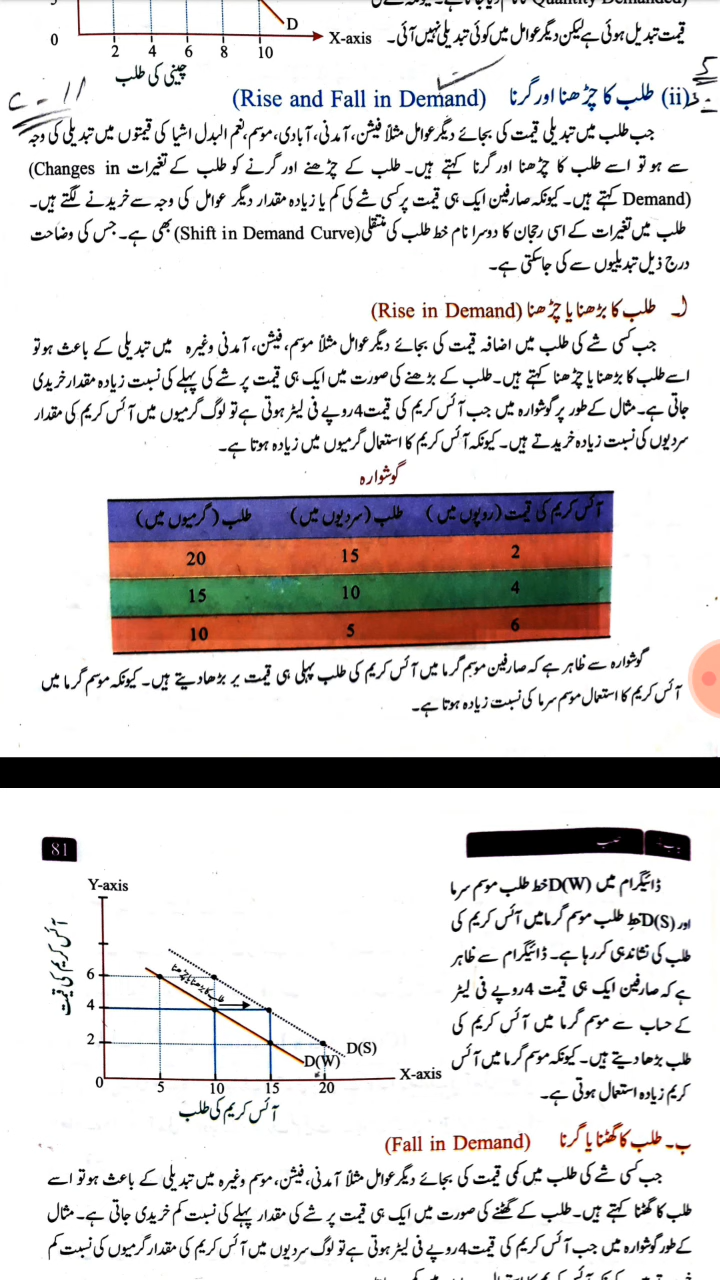 D
0
2 4 6 8 10
X-axis
چینی کی طلب
قیمت تبدیل ہوئی ہے لیکن دیگر عوامل میں کوئی تبدیلی نہیں آئی۔
C-11
5
(ii) طلب کا چڑھنا اور گرنا (Rise and Fall in Demand)
جب طلب میں تبدیلی قیمت کی بجائے دیگر عوامل مثلاً فیشن، آمدنی، آبادی، موسم، نعم البدل اشیا کی قیمتوں میں تبدیلی کی وجہ
سے ہو تو اسے طلب کا چڑھنا اور گرنا کہتے ہیں۔ طلب کے چڑھنے اور گرنے کو طلب کے تغیرات (Changes in
Demand) کہتے ہیں۔ کیونکہ صارفین ایک ہی قیمت پر کسی شے کی کم یا زیادہ مقدار دیگر عوامل کی وجہ سے خریدنے لگتے ہیں۔
طلب میں تغیرات کے اسی رجحان کا دوسرا نام خط طلب کی منتقلی (Shift in Demand Curve) بھی ہے۔ جس کی وضاحت
درج ذیل تبدیلیوں سے کی جاسکتی ہے۔
ا۔ طلب کا بڑھنا یا چڑھنا (Rise in Demand)
جب کسی شے کی طلب میں اضافہ قیمت کی بجائے دیگر عوامل مثلاً موسم، فیشن، آمدنی وغیرہ میں تبدیلی کے باعث ہو تو
اسے طلب کا بڑھنا یا چڑھنا کہتے ہیں۔ طلب کے بڑھنے کی صورت میں ایک ہی قیمت پر شے کی پہلے کی نسبت زیادہ مقدار خریدی
جاتی ہے۔ مثال کے طور پر گوشوارہ میں جب آئس کریم کی قیمت 4 روپے فی لیٹر ہوتی ہے تو لوگ گرمیوں میں آئس کریم کی مقدار
سردیوں کی نسبت زیادہ خریدتے ہیں۔ کیونکہ آئس کریم کا استعمال گرمیوں میں زیادہ ہوتا ہے۔
گوشوارہ
آئس کریم کی قیمت (روپوں میں) طلب (سردیوں میں) طلب (گرمیوں میں)
2 15 20
4 10 15
6 5 10
گوشوارہ سے ظاہر ہے کہ صارفین موسم گرما میں آئس کریم کی طلب پہلی ہی قیمت پر بڑھا دیتے ہیں۔ کیونکہ موسم گرما میں
آئس کریم کا استعمال موسم سرما کی نسبت زیادہ ہوتا ہے۔
81
ڈائیگرام میں D(W) خط طلب موسم سرما
اور D(S) خط طلب موسم گرما میں آئس کریم کی
طلب کی نشاندہی کر رہا ہے۔ ڈائیگرام سے ظاہر
ہے کہ صارفین ایک ہی قیمت 4 روپے فی لیٹر
کے حساب سے موسم گرما میں آئس کریم کی
طلب بڑھا دیتے ہیں۔ کیونکہ موسم گرما میں آئس
کریم زیادہ استعمال ہوتی ہے۔
Y-axis
آئس کریم کی قیمت
6
4
2
0
5 10 15 20
D(S)
D(W)
X-axis
آئس کریم کی طلب
ب۔ طلب کا گھٹنا یا گرنا (Fall in Demand)
جب کسی شے کی طلب میں کمی قیمت کی بجائے دیگر عوامل مثلاً آمدنی، فیشن، موسم وغیرہ میں تبدیلی کے باعث ہو تو اسے
طلب کا گھٹنا کہتے ہیں۔ طلب کے گھٹنے کی صورت میں ایک ہی قیمت پر شے کی مقدار پہلے کی نسبت کم خریدی جاتی ہے۔ مثال
کے طور گوشوارہ میں جب آئس کریم کی قیمت 4 روپے فی لیٹر ہوتی ہے تو لوگ سردیوں میں آئس کریم کی مقدار گرمیوں کی نسبت کم